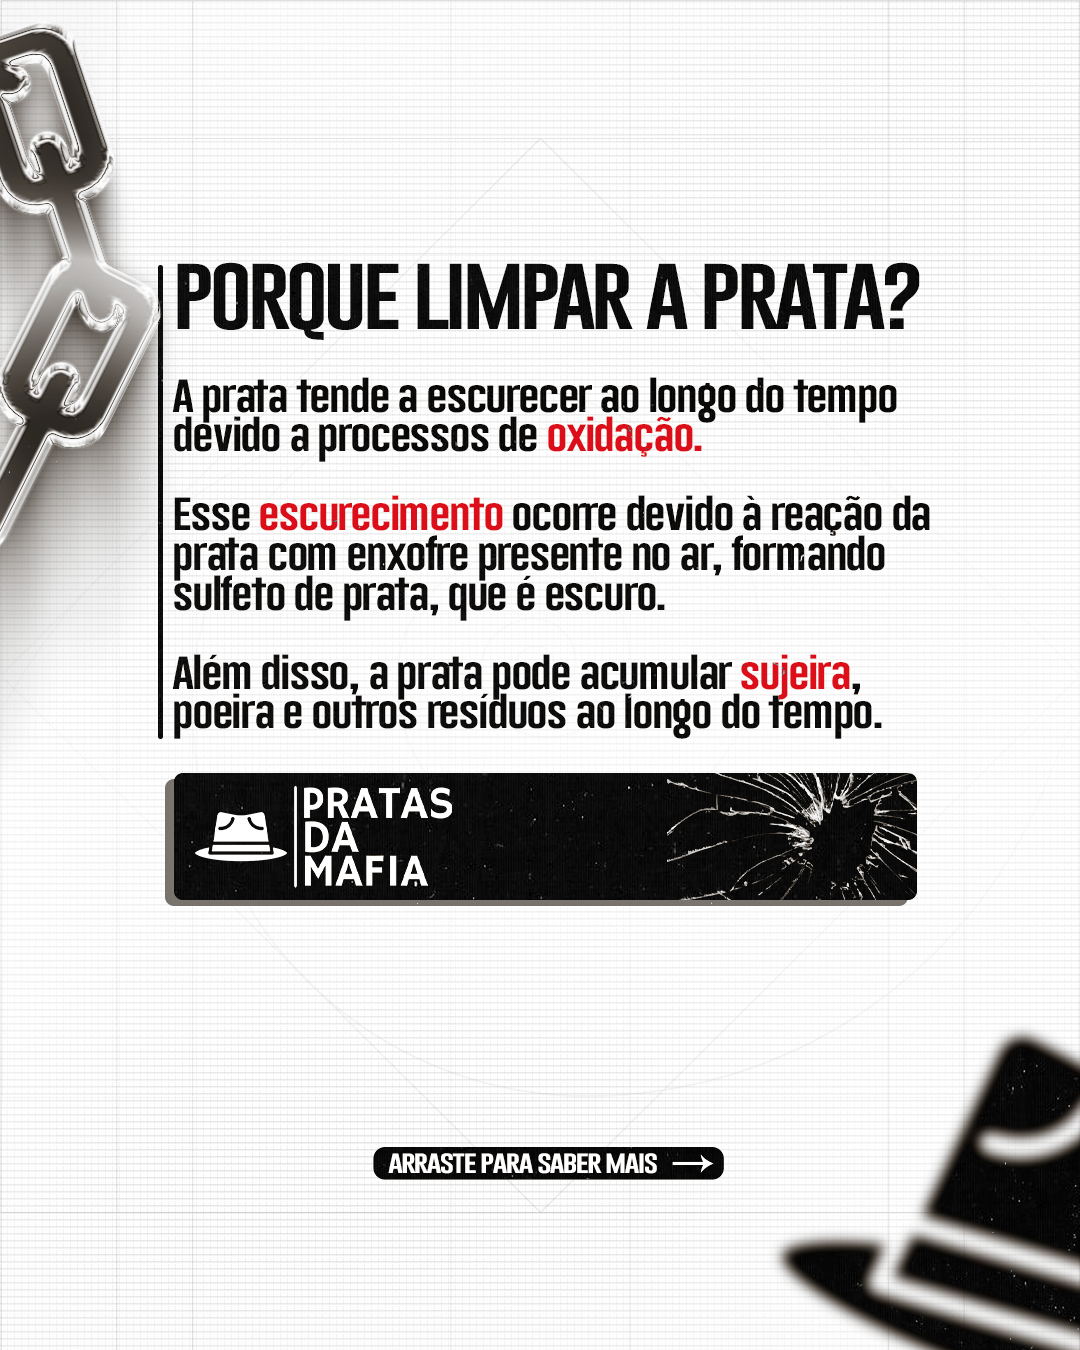 PORQUE LIMPAR A PRATA?
A prata tende a escurecer ao longo do tempo
devido a processos de oxidação.
Esse escurecimento ocorre devido à reação da
prata com enxofre presente no ar, formando
sulfeto de prata, que é escuro.
Além disso, a prata pode acumular sujeira,
poeira e outros resíduos ao longo do tempo.
PRATAS
DA
MAFIA
ARRASTE PARA SABER MAIS